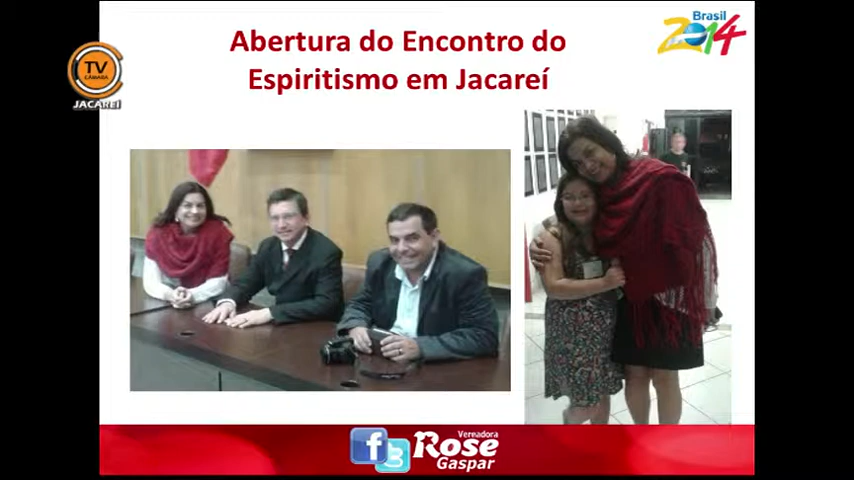 Abertura do Encontro do
Espiritismo em Jacareí
Brasil
2014
TV
CÂMARA
JACAREÍ
Vereadora
Rose
Gaspar